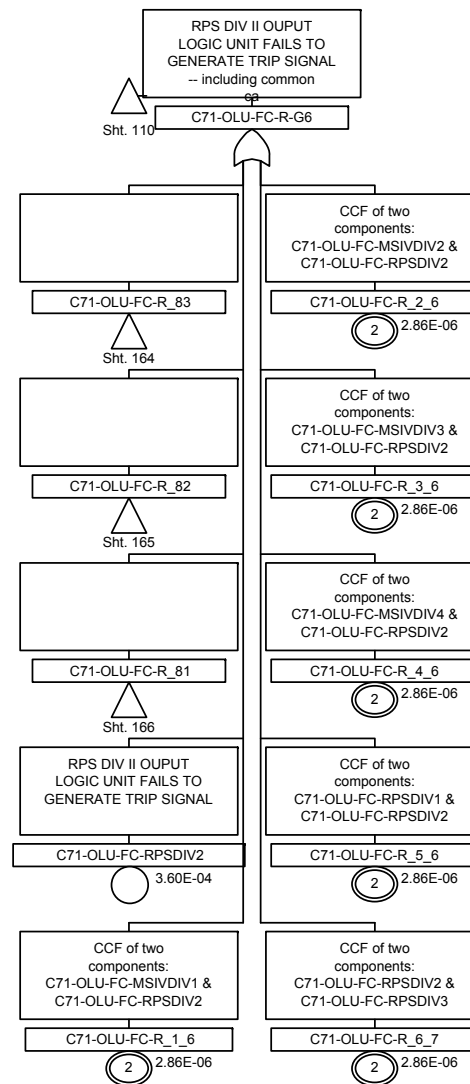 RPS DIV II OUPUT
LOGIC UNIT FAILS TO
GENERATE TRIP SIGNAL
-- including common
ca
C71-OLU-FC-R-G6
Sht. 110
C71-OLU-FC-R_83
Sht. 164
CCF of two
components:
C71-OLU-FC-MSIVDIV2 &
C71-OLU-FC-RPSDIV2
C71-OLU-FC-R_2_6
2
2.86E-06
C71-OLU-FC-R_82
Sht. 165
CCF of two
components:
C71-OLU-FC-MSIVDIV3 &
C71-OLU-FC-RPSDIV2
C71-OLU-FC-R_3_6
2
2.86E-06
C71-OLU-FC-R_81
Sht. 166
CCF of two
components:
C71-OLU-FC-MSIVDIV4 &
C71-OLU-FC-RPSDIV2
C71-OLU-FC-R_4_6
2
2.86E-06
RPS DIV II OUPUT
LOGIC UNIT FAILS TO
GENERATE TRIP SIGNAL
C71-OLU-FC-RPSDIV2
3.60E-04
CCF of two
components:
C71-OLU-FC-RPSDIV1 &
C71-OLU-FC-RPSDIV2
C71-OLU-FC-R_5_6
2
2.86E-06
CCF of two
components:
C71-OLU-FC-MSIVDIV1 &
C71-OLU-FC-RPSDIV2
C71-OLU-FC-R_1_6
2
2.86E-06
CCF of two
components:
C71-OLU-FC-RPSDIV2 &
C71-OLU-FC-RPSDIV3
C71-OLU-FC-R_6_7
2
2.86E-06